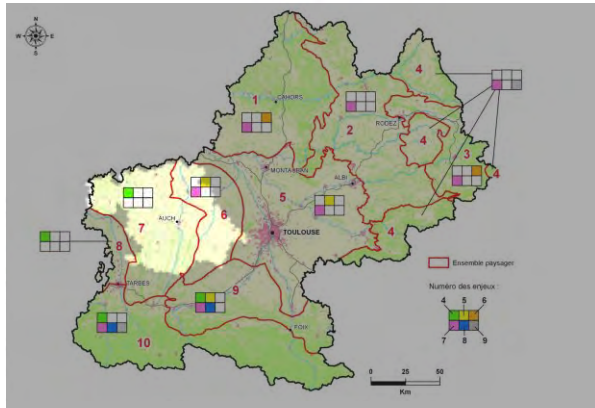 N
W E
S
4
1
CAHORS
4
2
RODEZ
4
3
4
MONTAUBAN
ALBI
5
6
AUCH
7
TOULOUSE
4
8
Ensemble paysager
TARBES
9
Numéro des enjeux :
4 5 6
FOIX
7 8 9
10
0 25 50
Km